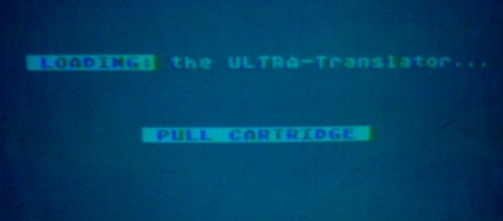 LOADING: the ULTRA-Translator...
PULL CARTRIDGE